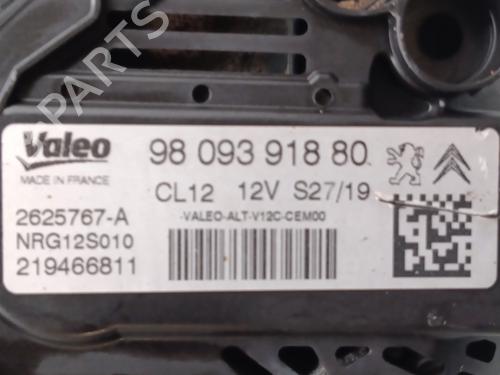 B-PARTS
Valeo
MADE IN FRANCE
98 093 918 80
CL12 12V S27/19
-VALEO-ALT-V12C-CEM00
2625767-A
NRG12S010
219466811